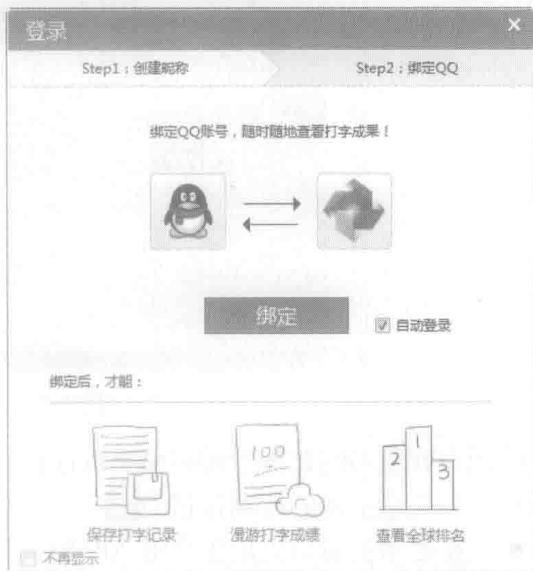 登录
Step1：创建昵称
Step2：绑定QQ
绑定QQ账号，随时随地查看打字成果！
绑定
自动登录
绑定后，才能：
100
2 1 3
保存打字记录
漫游打字成绩
查看全球排名
不再显示